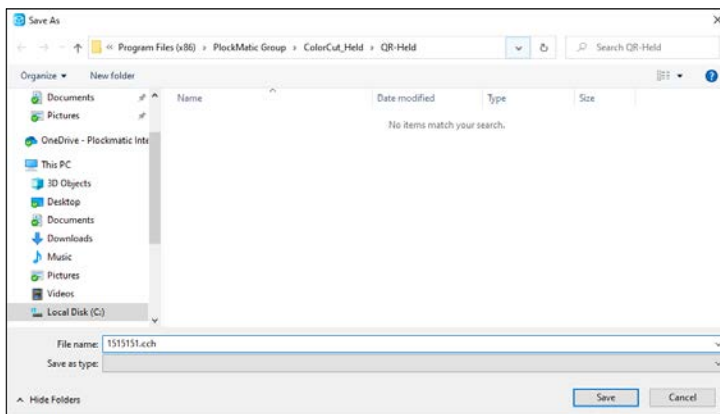 Save As
« Program Files (x86) › PlockMatic Group › ColorCut_Held › QR-Held
Search QR-Held
Organize
New folder
Documents
Pictures
OneDrive - Plockmatic Inte
This PC
3D Objects
Desktop
Documents
Downloads
Music
Pictures
Videos
Local Disk (C:)
Name Date modified Type Size
No items match your search.
File name: 1515151.cch
Save as type:
Hide Folders
Save Cancel